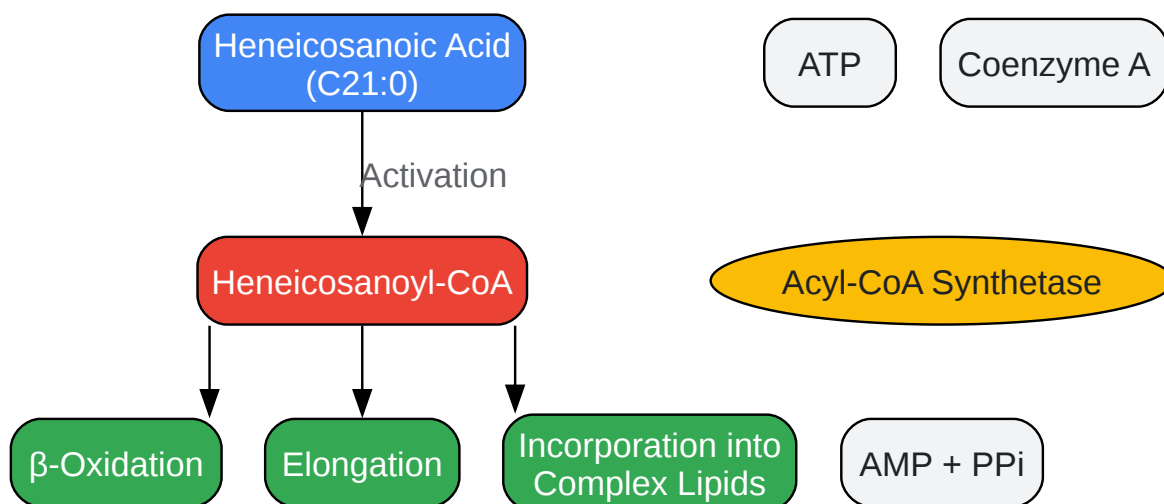 Heneicosanoic Acid
(C21:0)
ATP
Coenzyme A
Activation
Heneicosanoyl-CoA
Acyl-CoA Synthetase
β-Oxidation
Elongation
Incorporation into
Complex Lipids
AMP + PPi